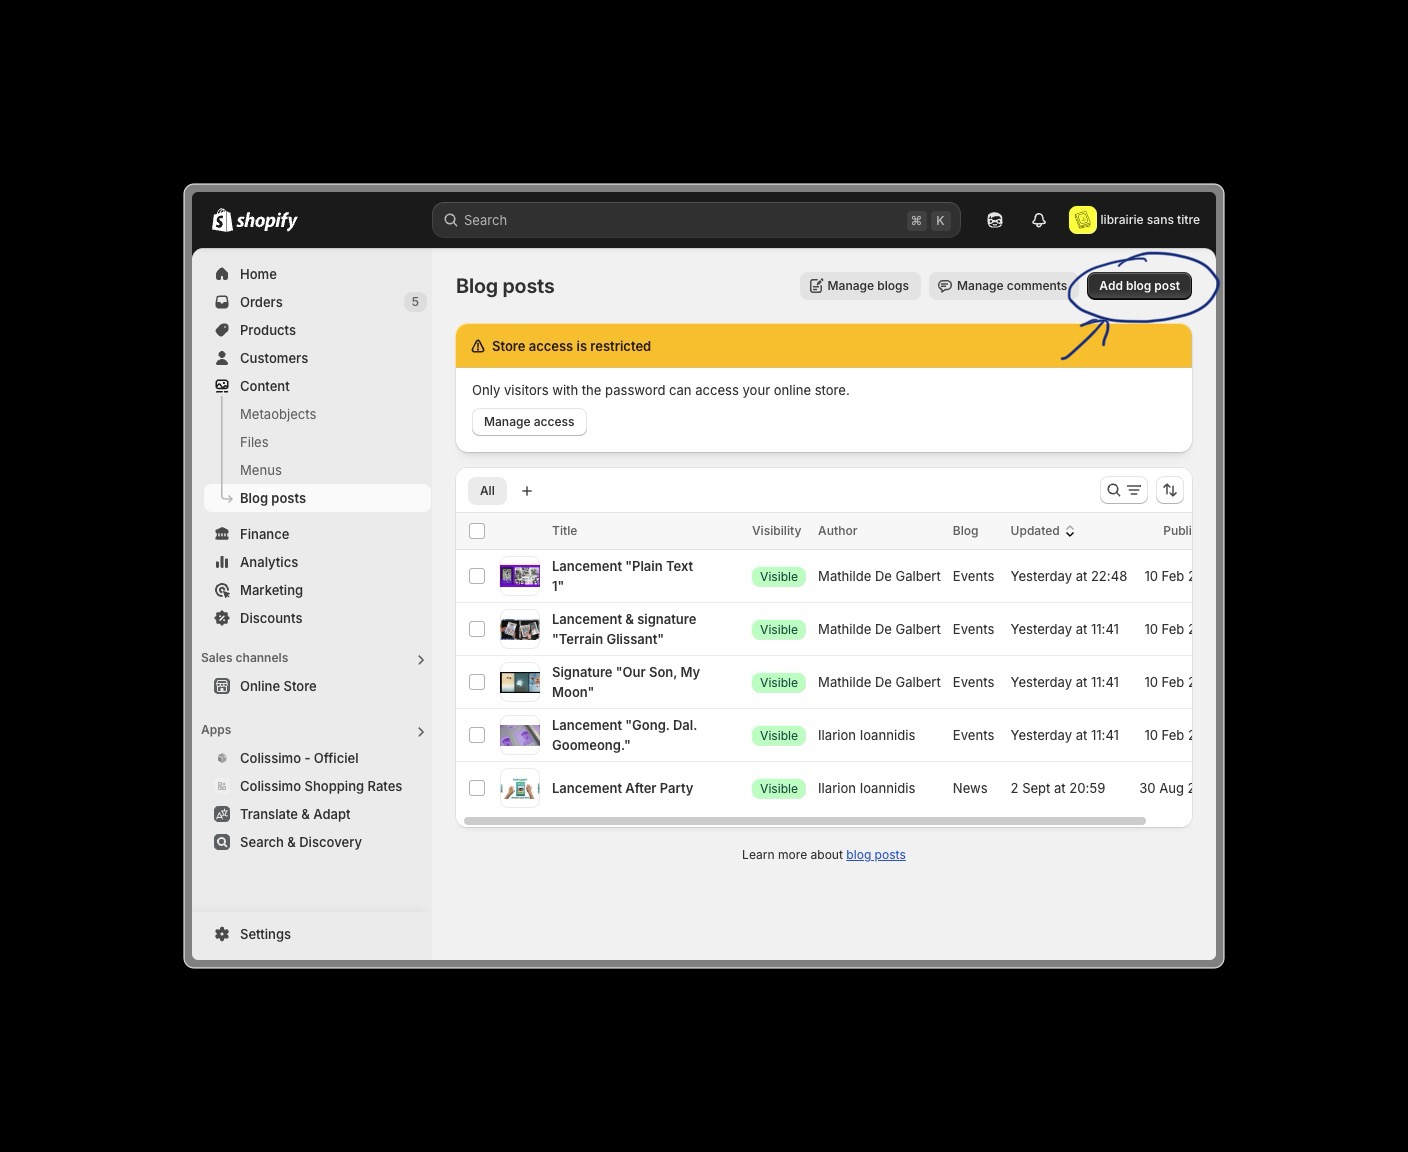 shopify
Search
⌘ K
librairie sans titre
Home
Orders 5
Products
Customers
Content
Metaobjects
Files
Menus
Blog posts
Finance
Analytics
Marketing
Discounts
Sales channels
Online Store
Apps
Colissimo - Officiel
Colissimo Shopping Rates
Translate & Adapt
Search & Discovery
Settings
Blog posts
Manage blogs
Manage comments
Add blog post
Store access is restricted
Only visitors with the password can access your online store.
Manage access
All +
Title Visibility Author Blog Updated Publi
Lancement "Plain Text
1"
Visible Mathilde De Galbert Events Yesterday at 22:48 10 Feb 2
Lancement & signature
"Terrain Glissant"
Visible Mathilde De Galbert Events Yesterday at 11:41 10 Feb 2
Signature "Our Son, My
Moon"
Visible Mathilde De Galbert Events Yesterday at 11:41 10 Feb 2
Lancement "Gong. Dal.
Goomeong."
Visible Ilarion Ioannidis Events Yesterday at 11:41 10 Feb 2
Lancement After Party Visible Ilarion Ioannidis News 2 Sept at 20:59 30 Aug 2
Learn more about blog posts